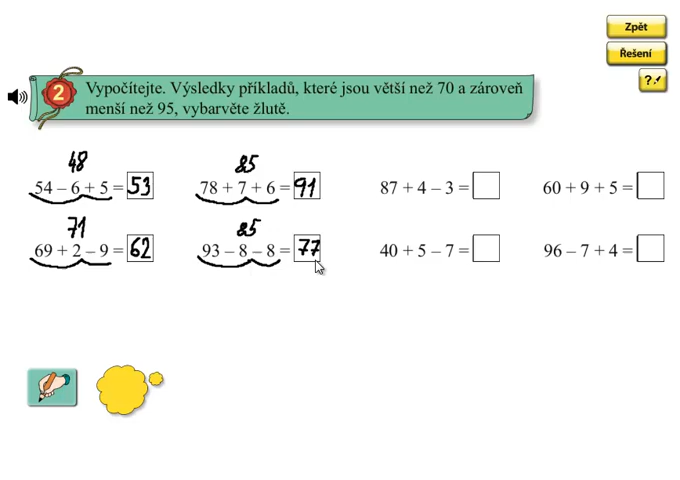 Zpět
Řešení
?
2
Vypočítejte. Výsledky příkladů, které jsou větší než 70 a zároveň
menší než 95, vybarvěte žlutě.
48 85
54 – 6 + 5 = 53 78 + 7 + 6 = 91 87 + 4 – 3 = 60 + 9 + 5 =
71 85
69 + 2 – 9 = 62 93 – 8 – 8 = 77 40 + 5 – 7 = 96 – 7 + 4 =